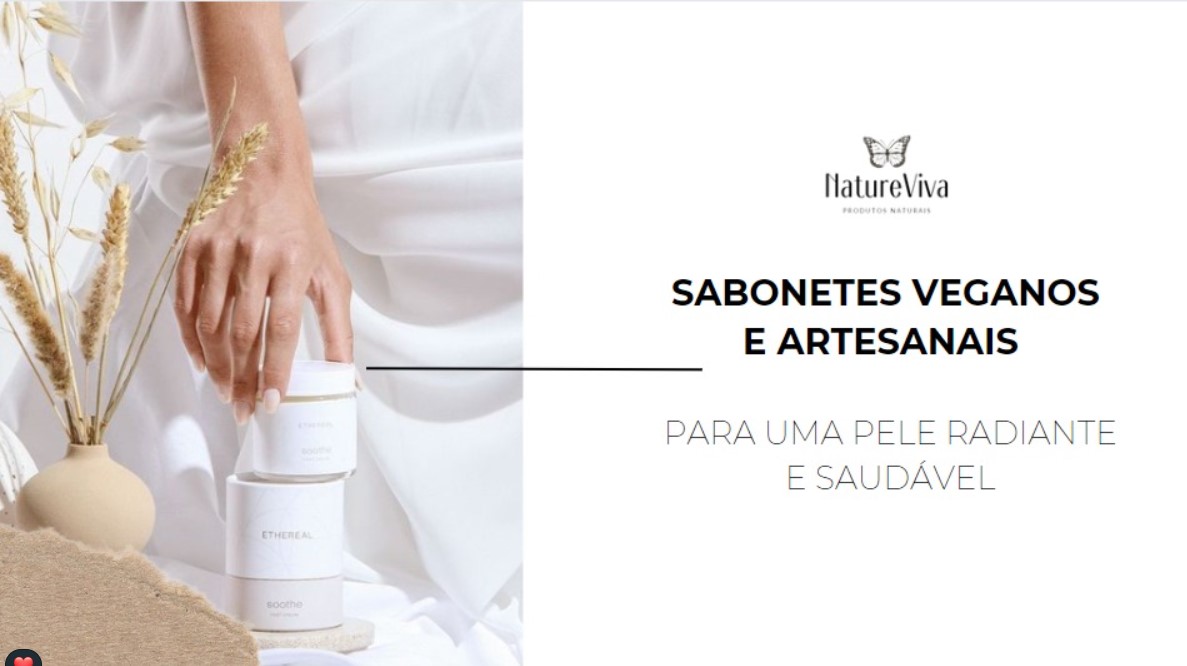 NatureViva
PRODUTOS NATURAIS
SABONETES VEGANOS
E ARTESANAIS
PARA UMA PELE RADIANTE
E SAUDÁVEL
ETHEREAL
soothe
ETHEREAL
soothe